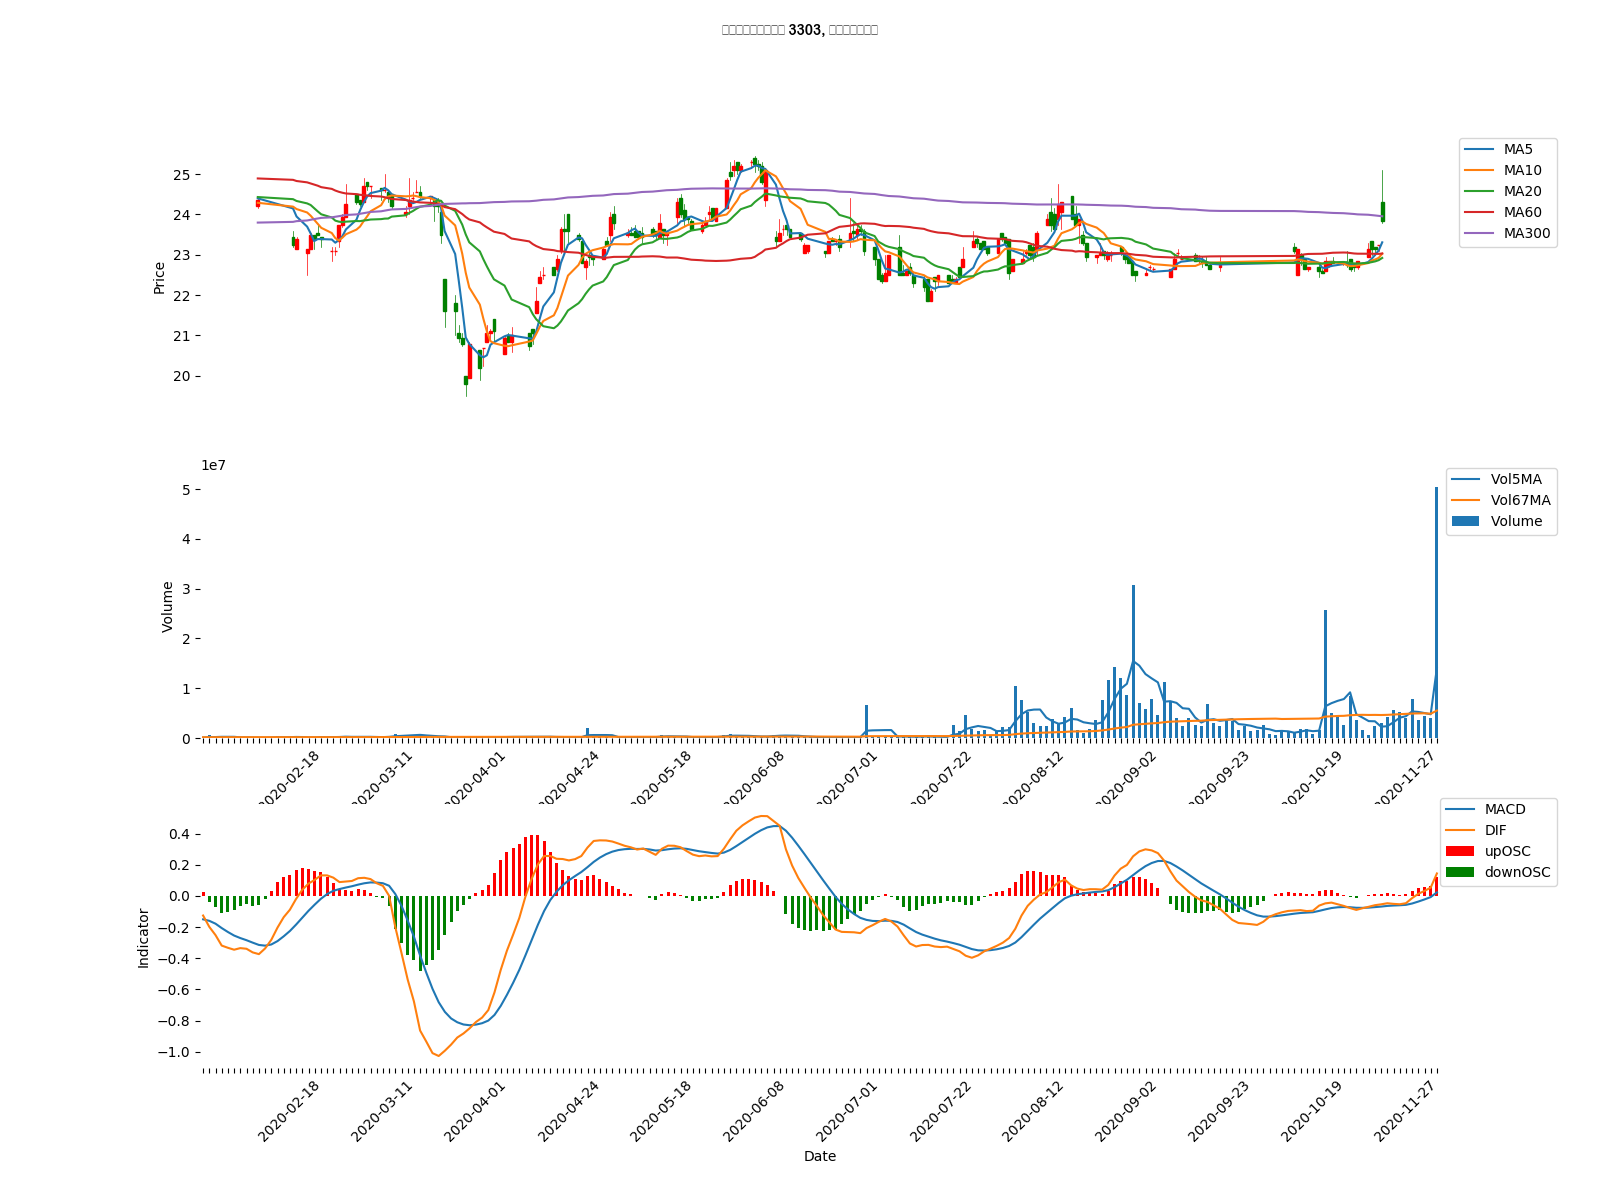 3303,
MA5
MA10
MA20
MA60
MA300
Price
25
24
23
22
21
20
1e7
Vol5MA
Vol67MA
Volume
Volume
5
4
3
2
1
0
2020-02-18 2020-03-11 2020-04-01 2020-04-24 2020-05-18 2020-06-08 2020-07-01 2020-07-22 2020-08-12 2020-09-02 2020-09-23 2020-10-19 2020-11-27
MACD
DIF
upOSC
downOSC
Indicator
0.4
0.2
0.0
−0.2
−0.4
−0.6
−0.8
−1.0
2020-02-18 2020-03-11 2020-04-01 2020-04-24 2020-05-18 2020-06-08 2020-07-01 2020-07-22 2020-08-12 2020-09-02 2020-09-23 2020-10-19 2020-11-27
Date